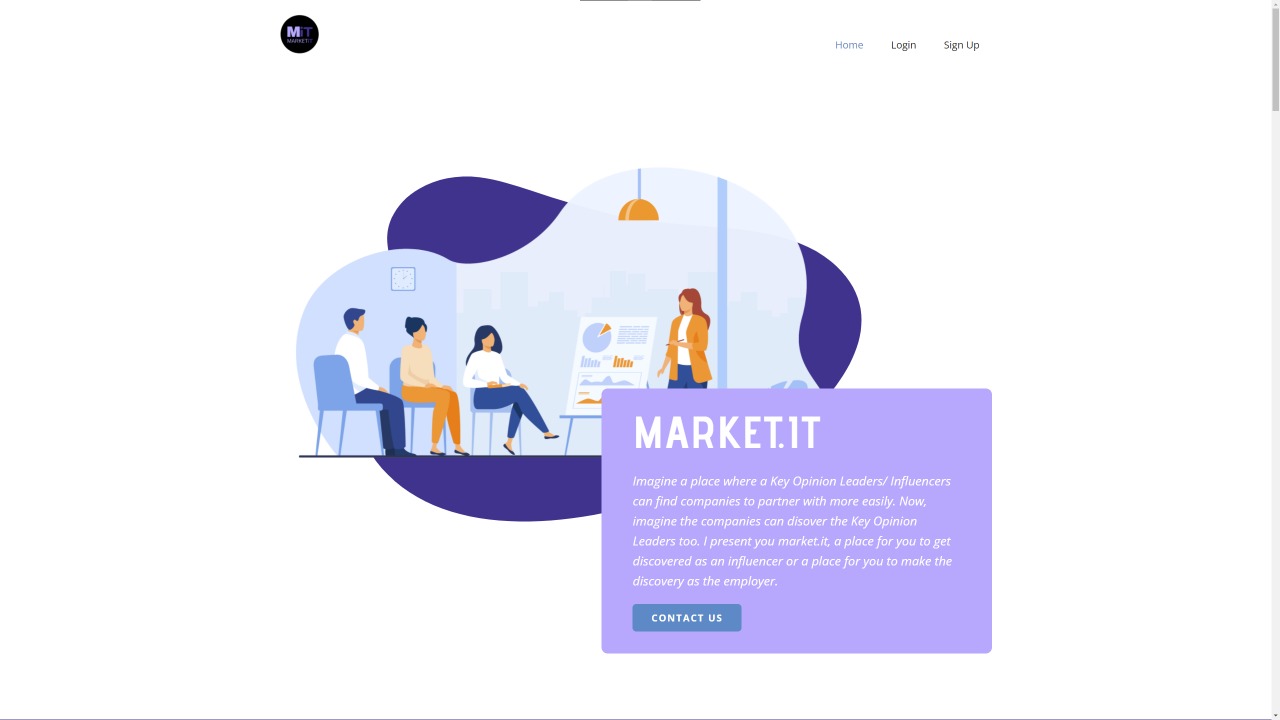 MiT
MARKETIT
Home
Login
Sign Up
MARKET.IT
Imagine a place where a Key Opinion Leaders/ Influencers
can find companies to partner with more easily. Now,
imagine the companies can disover the Key Opinion
Leaders too. I present you market.it, a place for you to get
discovered as an influencer or a place for you to make the
discovery as the employer.
CONTACT US